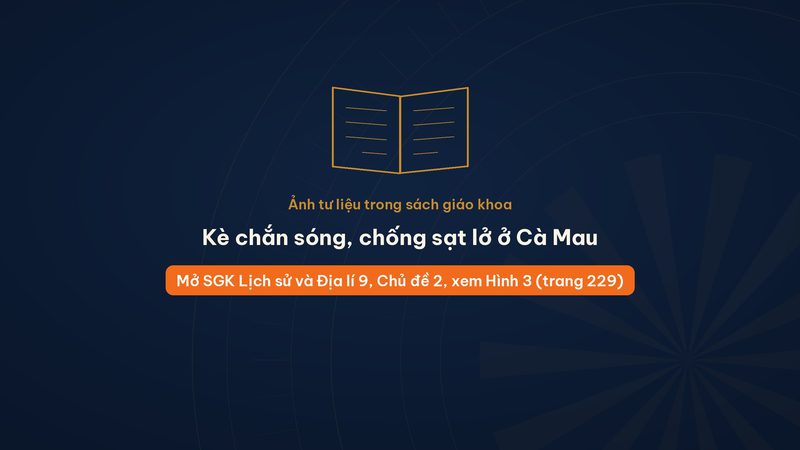 Ảnh tư liệu trong sách giáo khoa
Kè chắn sóng, chống sạt lở ở Cà Mau
Mở SGK Lịch sử và Địa lí 9, Chủ đề 2, xem Hình 3 (trang 229)